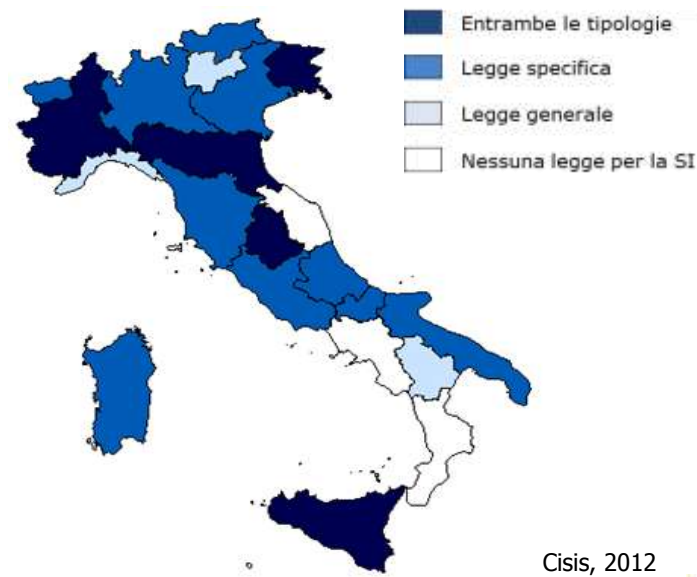 Entrambe le tipologie
Legge specifica
Legge generale
Nessuna legge per la SI
Cisis, 2012